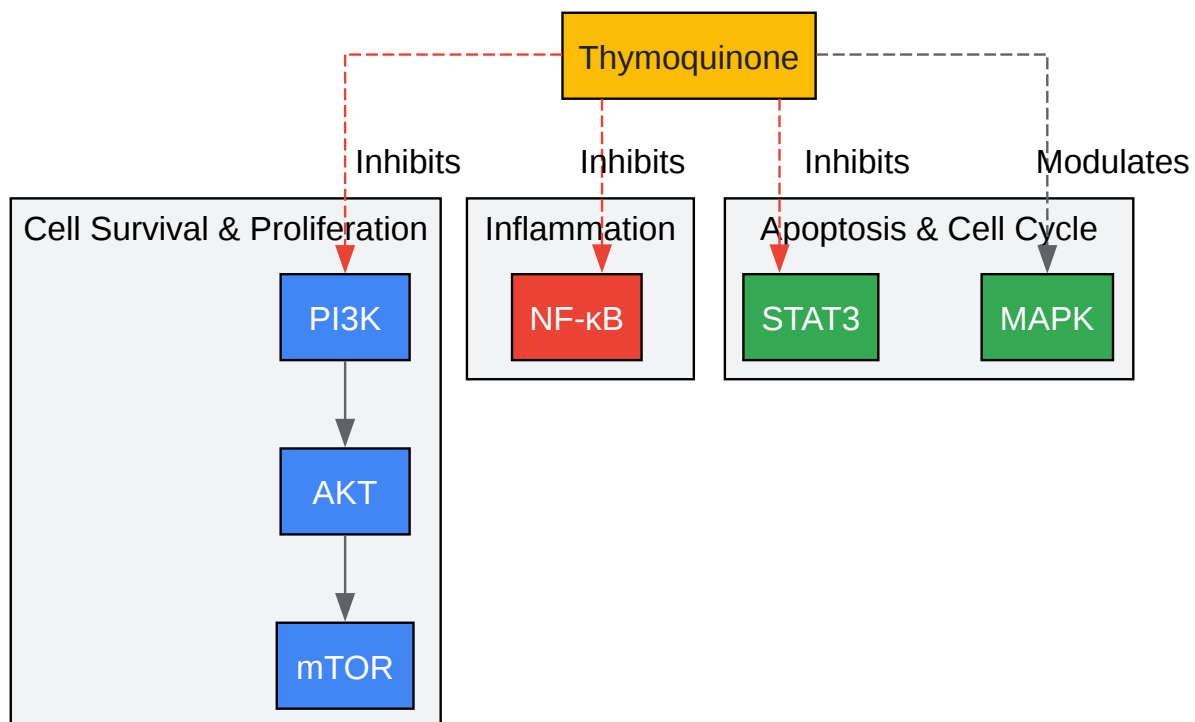 Thymoquinone
Inhibits
Inhibits
Inhibits
Modulates
Cell Survival & Proliferation
Inflammation
Apoptosis & Cell Cycle
PI3K
NF-κB
STAT3
MAPK
AKT
mTOR